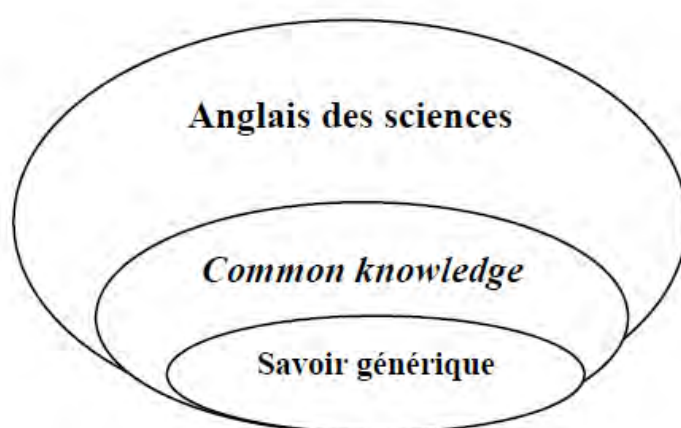 Anglais des sciences
Common knowledge
Savoir générique